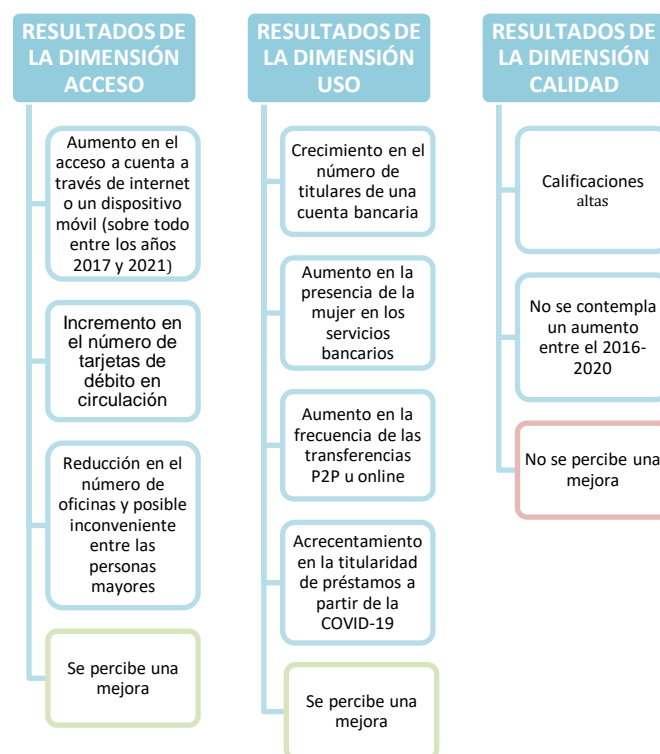 RESULTADOS DE
LA DIMENSIÓN
ACCESO
Aumento en el
acceso a cuenta a
través de internet
o un dispositivo
móvil (sobre todo
entre los años
2017 y 2021)
Incremento en
el número de
tarjetas de
débito en
circulación
Reducción en el
número de
oficinas y posible
inconveniente
entre las
personas
mayores
Se percibe una
mejora
RESULTADOS DE
LA DIMENSIÓN
USO
Crecimiento en el
número de
titulares de una
cuenta bancaria
Aumento en la
presencia de la
mujer en los
servicios
bancarios
Aumento en la
frecuencia de las
transferencias
P2P u online
Acrecentamiento
en la titularidad
de préstamos a
partir de la
COVID-19
Se percibe una
mejora
RESULTADOS DE
LA DIMENSIÓN
CALIDAD
Calificaciones
altas
No se contempla
un aumento
entre el 2016-
2020
No se percibe una
mejora